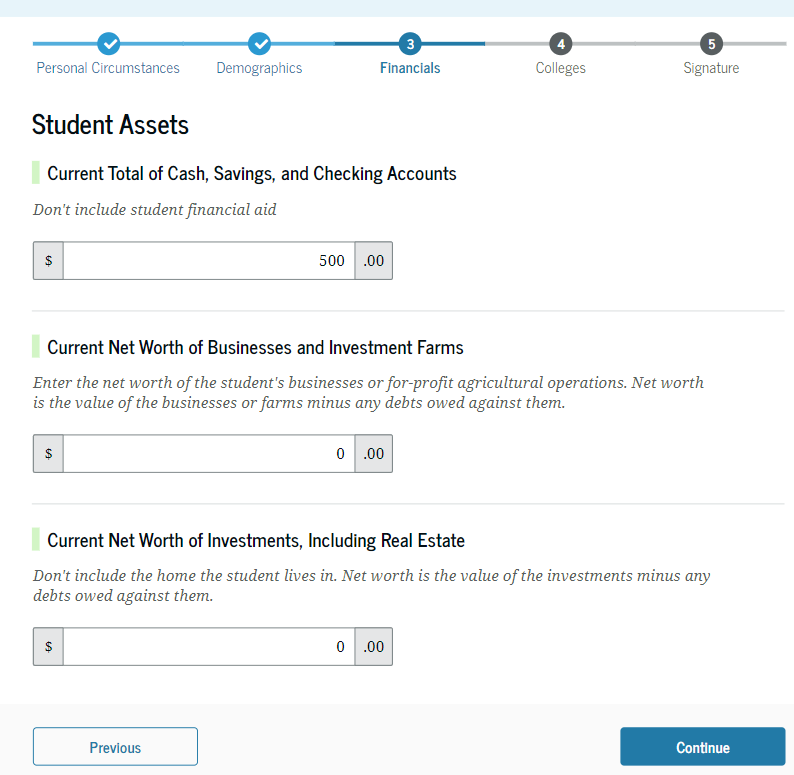 3 4 5
Personal Circumstances Demographics Financials Colleges Signature
Student Assets
Current Total of Cash, Savings, and Checking Accounts
Don't include student financial aid
$ 500 .00
Current Net Worth of Businesses and Investment Farms
Enter the net worth of the student's businesses or for-profit agricultural operations. Net worth
is the value of the businesses or farms minus any debts owed against them.
$ 0 .00
Current Net Worth of Investments, Including Real Estate
Don't include the home the student lives in. Net worth is the value of the investments minus any
debts owed against them.
$ 0 .00
Previous Continue